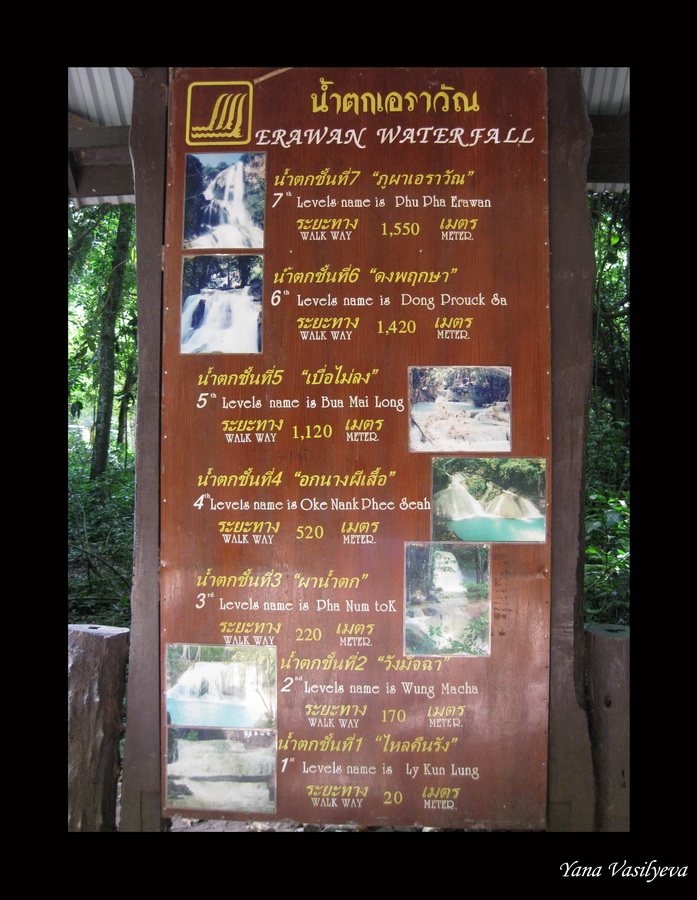 น้ำตกเอราวัณ
ERAWAN WATERFALL
น้ำตกชั้นที่7 "ภูผาเอราวัณ"
7th Levels name is Phu Pha Erawan
ระยะทาง 1,550 เมตร
WALK WAY METER.
น้ำตกชั้นที่6 "ดงพฤกษา"
6th Levels name is Dong Prouck Sa
ระยะทาง 1,420 เมตร
WALK WAY METER.
น้ำตกชั้นที่5 "เบื่อไม่ลง"
5th Levels name is Bua Mai Long
ระยะทาง 1,120 เมตร
WALK WAY METER.
น้ำตกชั้นที่4 "อกนางผีเสื้อ"
4th Levels name is Oke Nank Phee Seah
ระยะทาง 520 เมตร
WALK WAY METER.
น้ำตกชั้นที่3 "ผาน้ำตก"
3rd Levels name is Pha Num toK
ระยะทาง 220 เมตร
WALK WAY METER.
น้ำตกชั้นที่2 "วังมัจฉา"
2nd Levels name is Wung Macha
ระยะทาง 170 เมตร
WALK WAY METER.
น้ำตกชั้นที่1 "ไหลคืนรัง"
1st Levels name is Ly Kun Lung
ระยะทาง 20 เมตร
WALK WAY METER.
Yana Vasilyeva